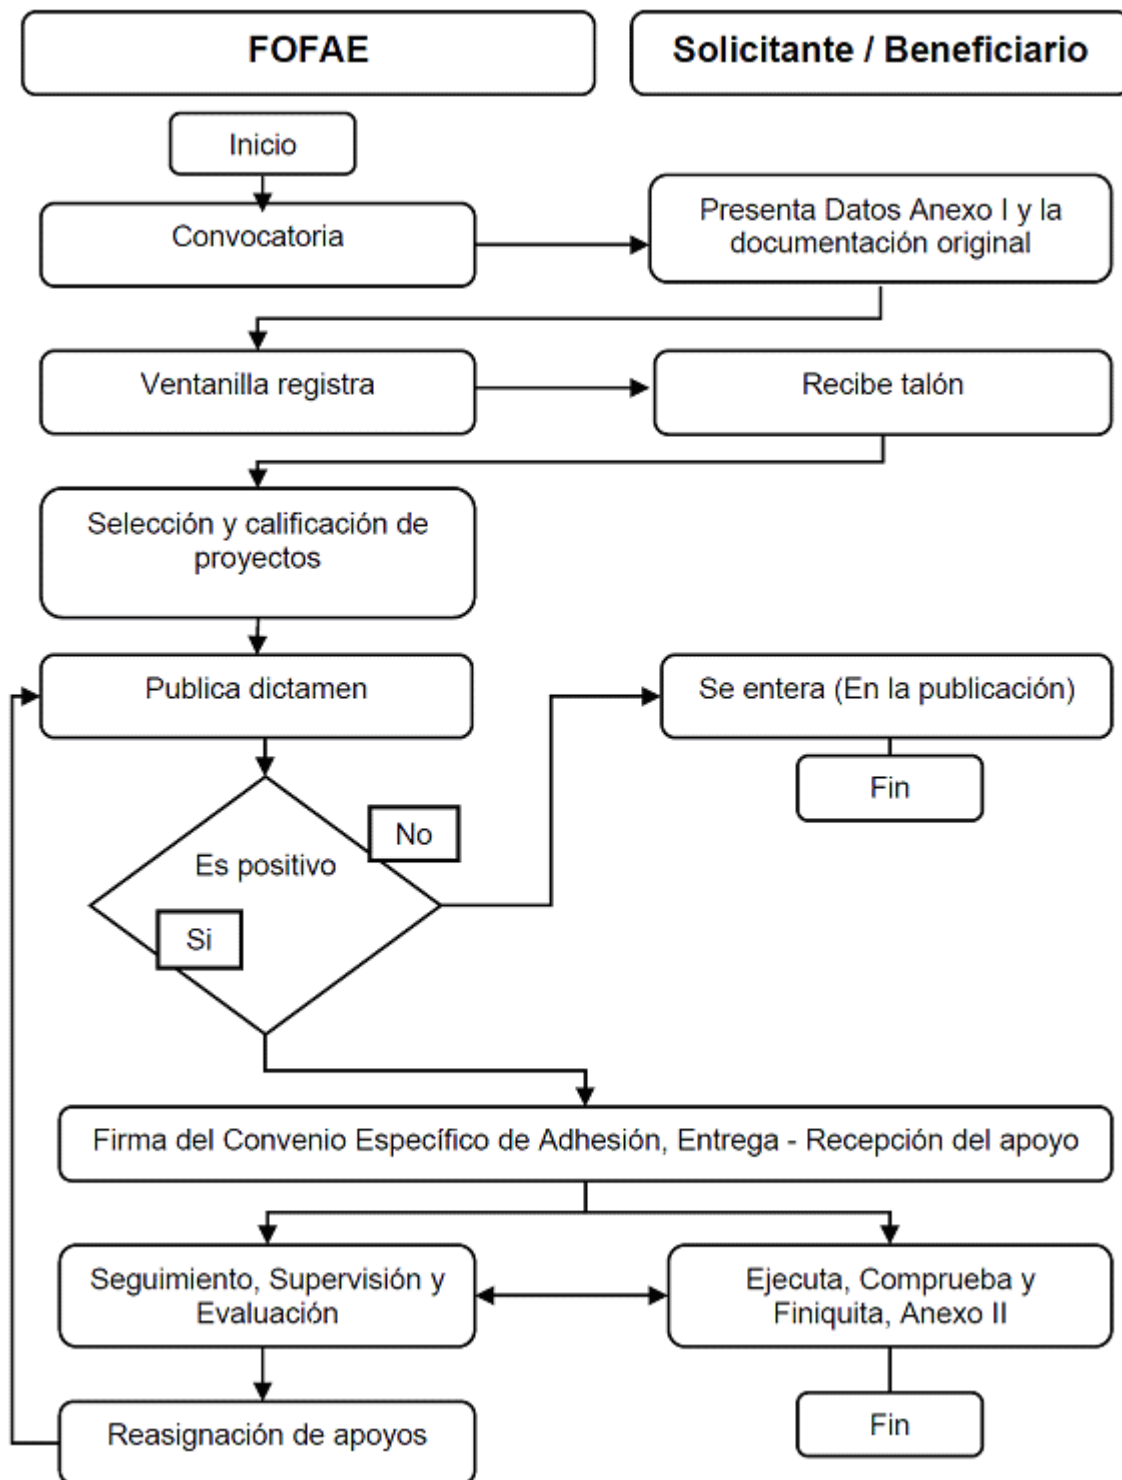 FOFAE
Solicitante / Beneficiario
Inicio
Convocatoria
Presenta Datos Anexo I y la
documentación original
Ventanilla registra
Recibe talón
Selección y calificación de
proyectos
Publica dictamen
Se entera (En la publicación)
Fin
No
Es positivo
Si
Firma del Convenio Específico de Adhesión, Entrega - Recepción del apoyo
Seguimiento, Supervisión y
Evaluación
Ejecuta, Comprueba y
Finiquita, Anexo II
Reasignación de apoyos
Fin